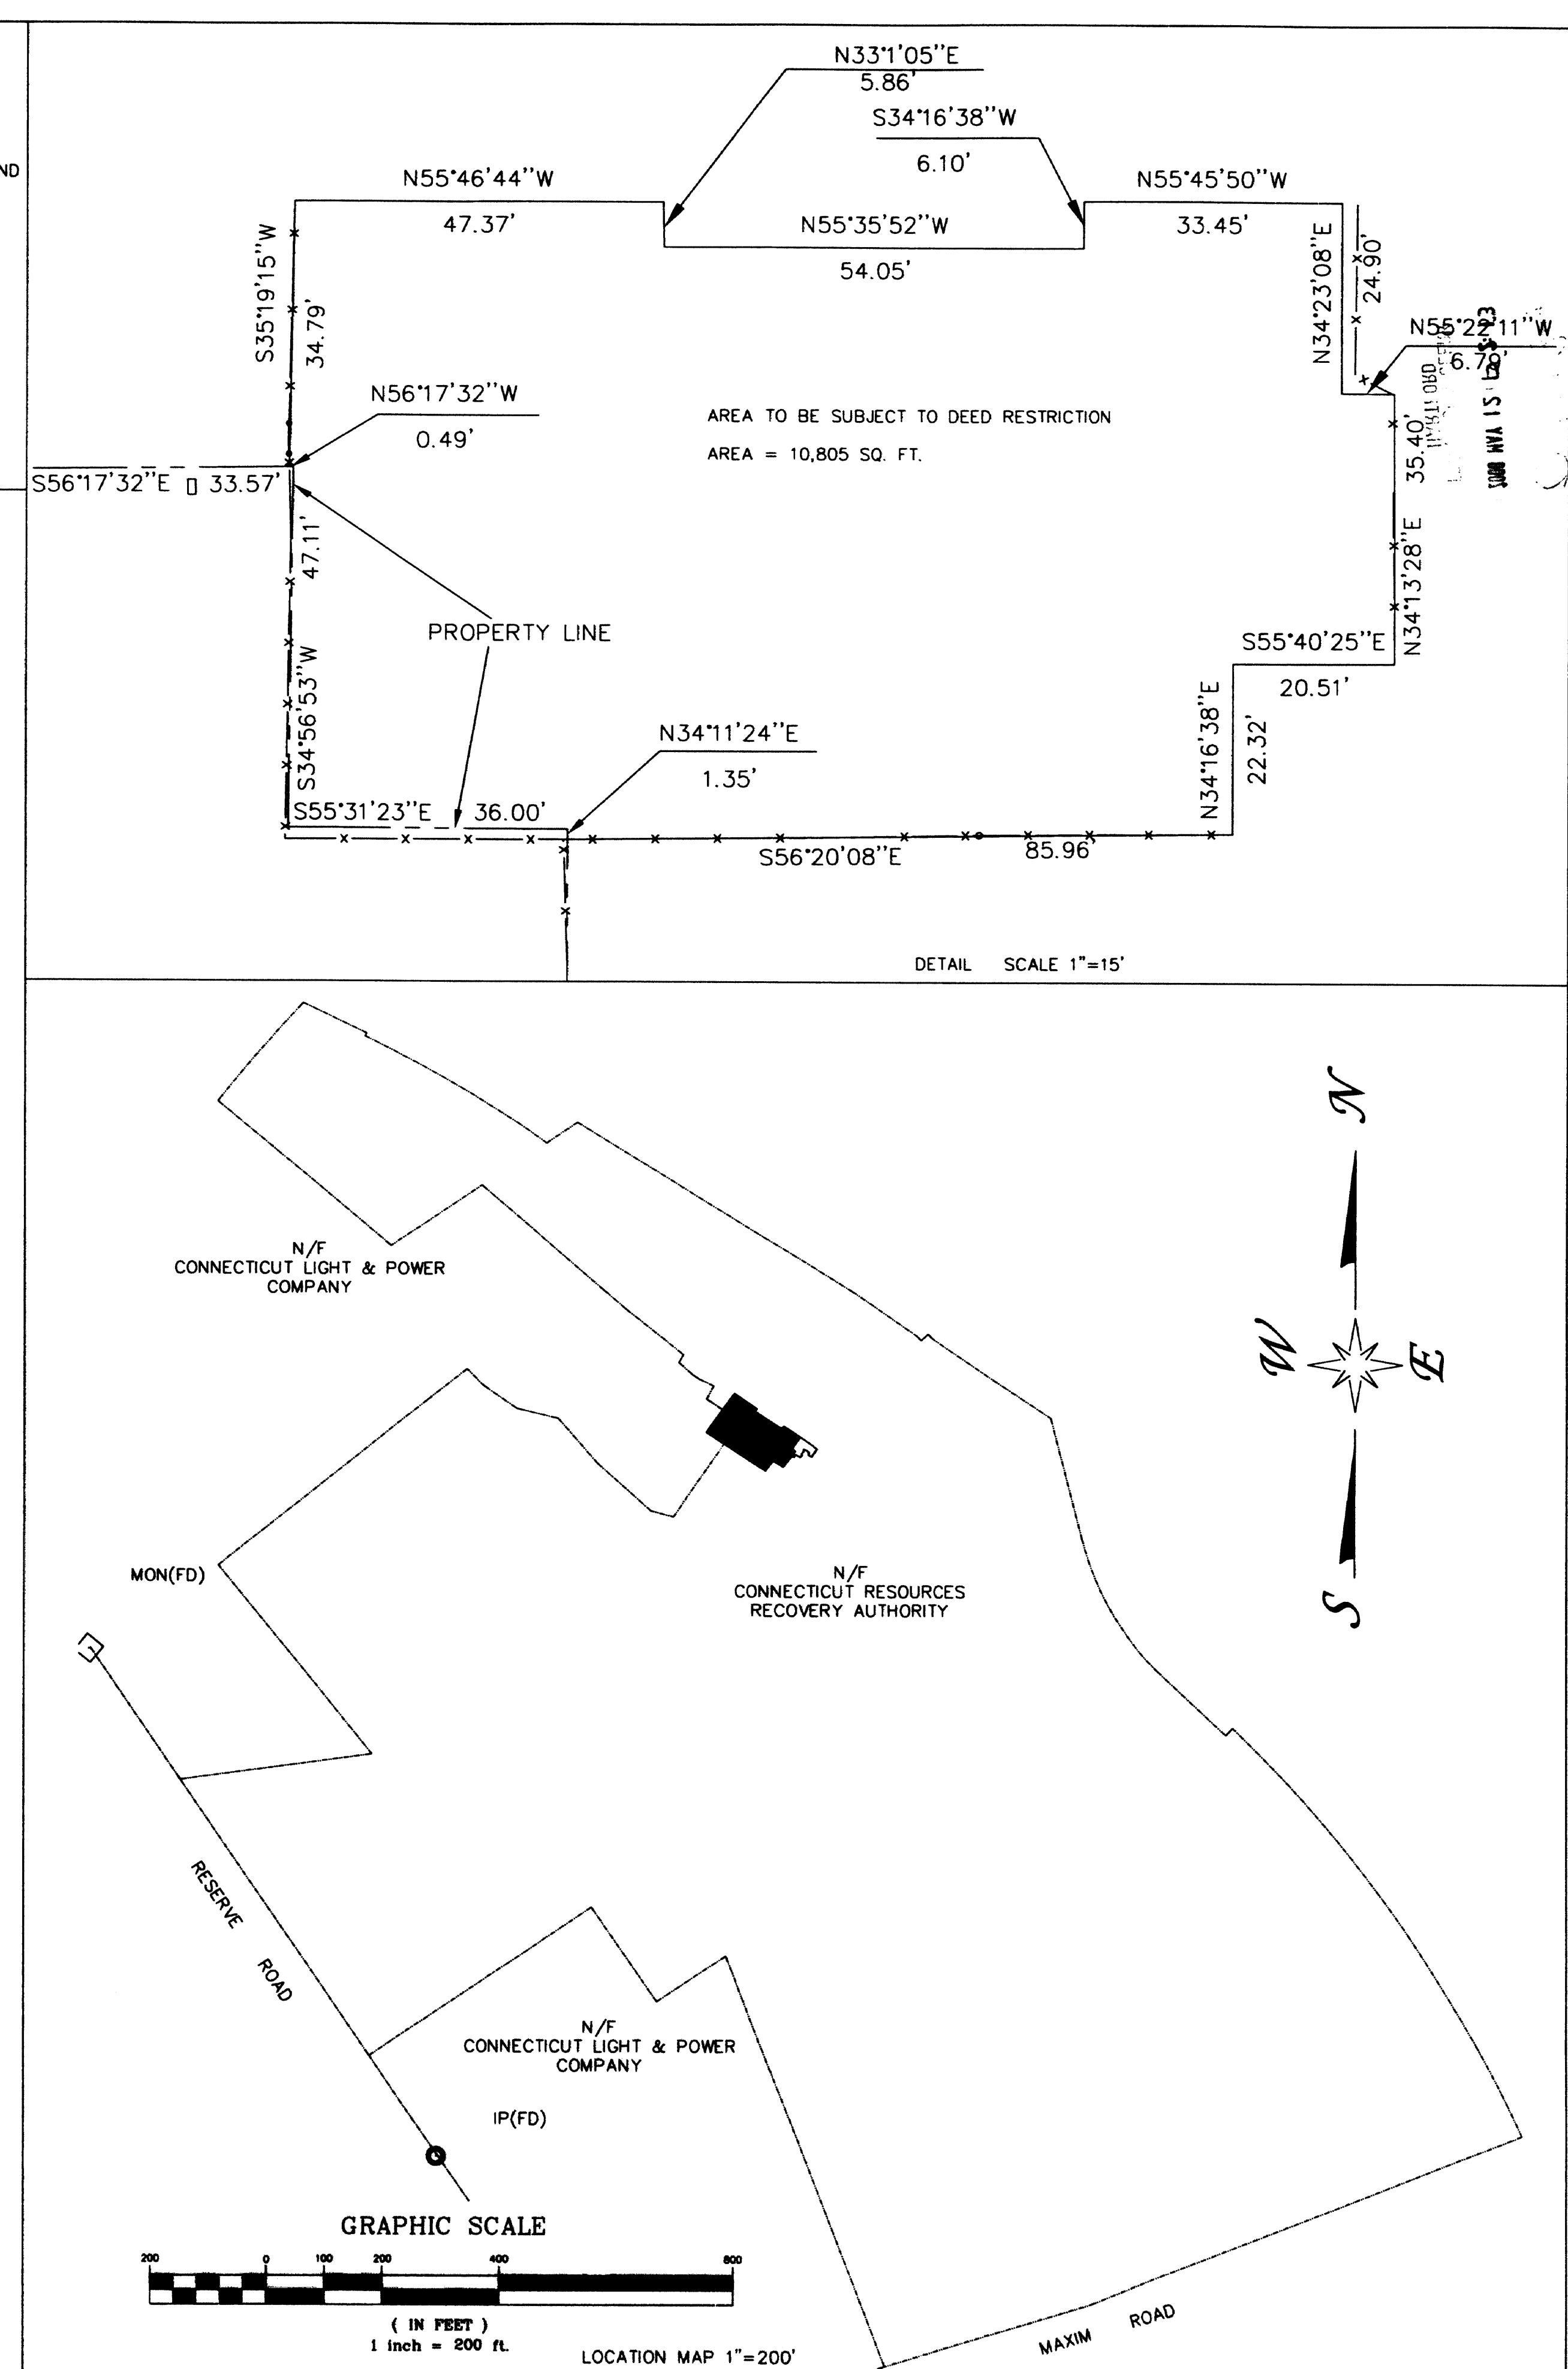 ND
N33°1'05"E
5.86'
S34°16'38"W
6.10'
N55°46'44"W
47.37'
N55°35'52"W
54.05'
N55°45'50"W
33.45'
S35°19'15"W
34.79'
N34°23'08"E
24.90'
N55°22'11"W
6.79'
N56°17'32"W
0.49'
AREA TO BE SUBJECT TO DEED RESTRICTION
AREA = 10,805 SQ. FT.
S56°17'32"E 33.57'
35.40'
N34°13'28"E
47.11'
S34°56'53"W
PROPERTY LINE
S55°40'25"E
20.51'
N34°16'38"E
22.32'
N34°11'24"E
1.35'
S55°31'23"E 36.00'
S56°20'08"E 85.96'
DETAIL SCALE 1"=15'
N
W
E
S
N/F
CONNECTICUT LIGHT & POWER
COMPANY
MON(FD)
N/F
CONNECTICUT RESOURCES
RECOVERY AUTHORITY
RESERVE ROAD
N/F
CONNECTICUT LIGHT & POWER
COMPANY
IP(FD)
GRAPHIC SCALE
200 0 100 200 400 800
( IN FEET )
1 inch = 200 ft.
LOCATION MAP 1"=200'
MAXIM ROAD